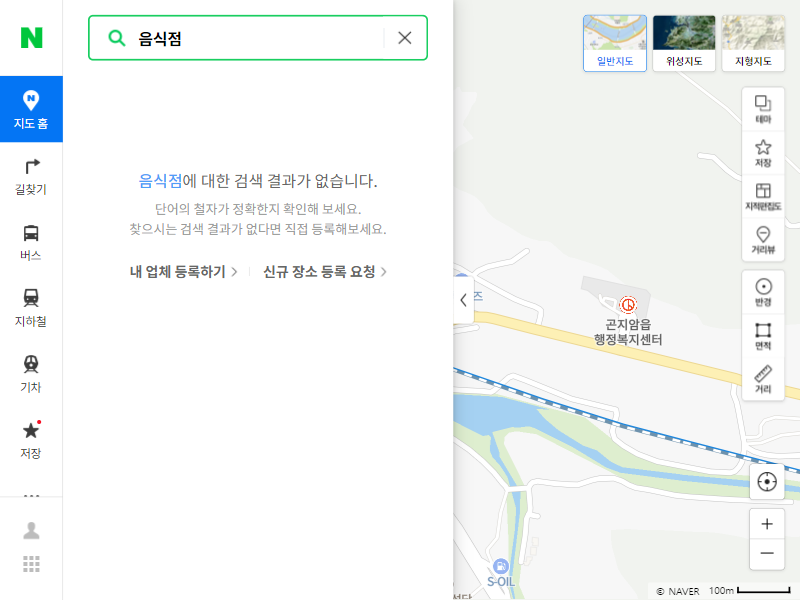 N
음식점
N
지도 홈
길찾기
버스
지하철
기차
저장
음식점에 대한 검색 결과가 없습니다.
단어의 철자가 정확한지 확인해 보세요.
찾으시는 검색 결과가 없다면 직접 등록해보세요.
내 업체 등록하기
신규 장소 등록 요청
일반지도
위성지도
지형지도
테마
저장
지적편집도
거리뷰
반경
면적
거리
즈
곤지암읍
행정복지센터
S-OIL
성당
© NAVER
100m